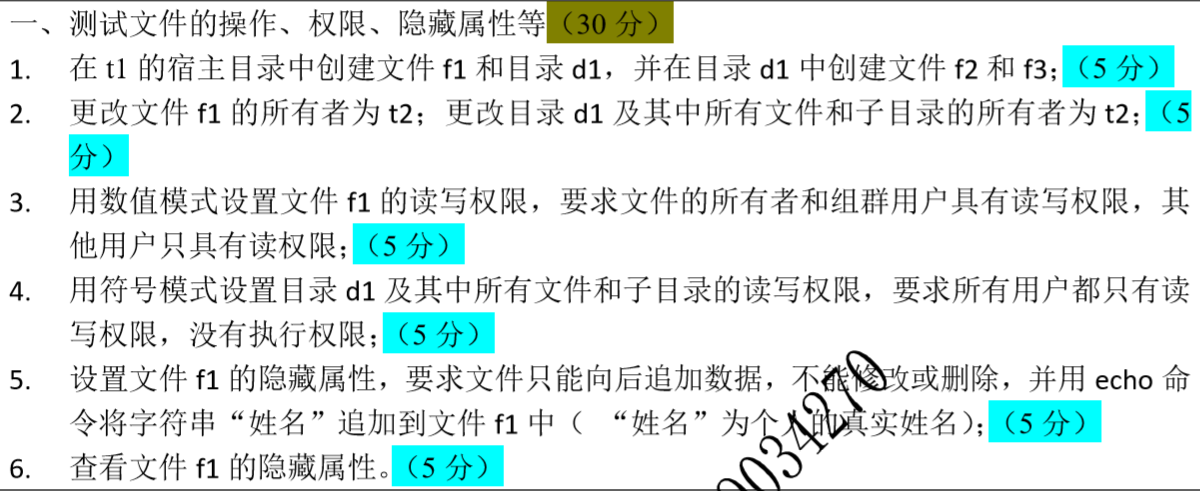 一、测试文件的操作、权限、隐藏属性等（30 分）
1. 在 t1 的宿主目录中创建文件 f1 和目录 d1，并在目录 d1 中创建文件 f2 和 f3;（5 分）
2. 更改文件 f1 的所有者为 t2；更改目录 d1 及其中所有文件和子目录的所有者为 t2;（5
分）
3. 用数值模式设置文件 f1 的读写权限，要求文件的所有者和组群用户具有读写权限，其
他用户只具有读权限;（5 分）
4. 用符号模式设置目录 d1 及其中所有文件和子目录的读写权限，要求所有用户都只有读
写权限，没有执行权限;（5 分）
5. 设置文件 f1 的隐藏属性，要求文件只能向后追加数据，不能修改或删除，并用 echo 命
令将字符串“姓名”追加到文件 f1 中（ “姓名”为个人的真实姓名);（5 分）
6. 查看文件 f1 的隐藏属性。（5 分）
0034270